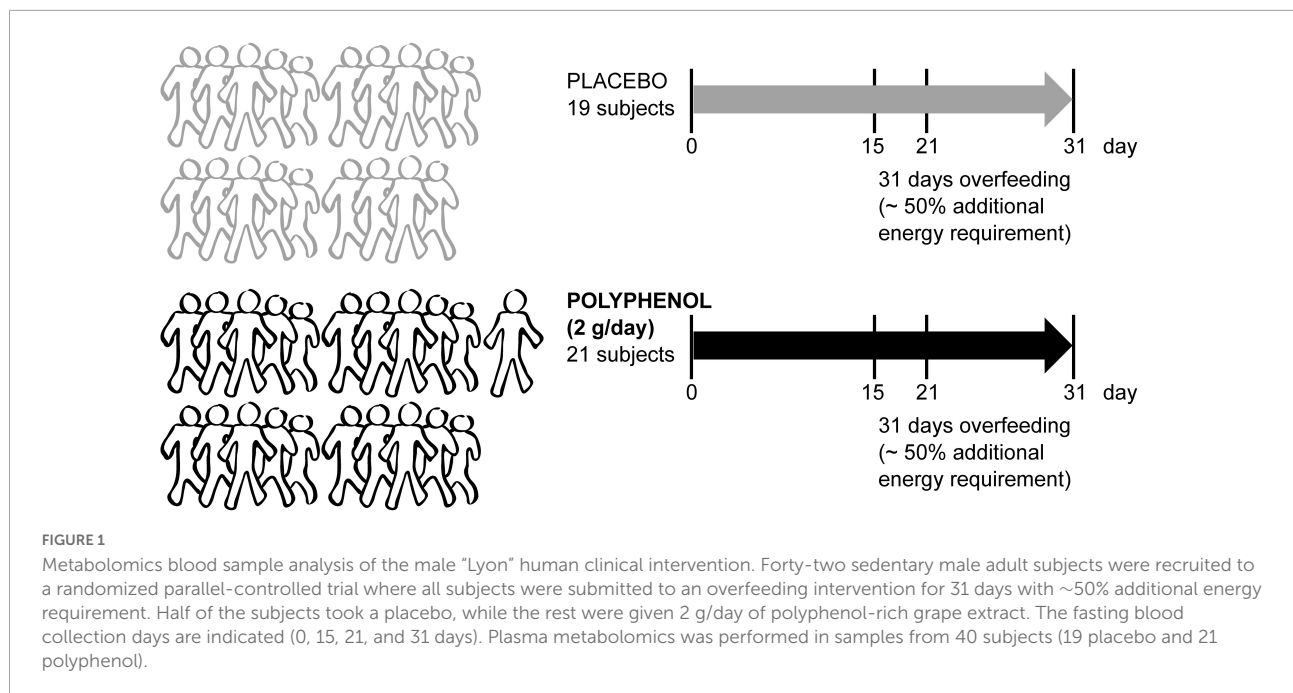 PLACEBO
19 subjects
0 15 21 31 day
31 days overfeeding
(~ 50% additional
energy requirement)
POLYPHENOL
(2 g/day)
21 subjects
0 15 21 31 day
31 days overfeeding
(~ 50% additional
energy requirement)
FIGURE 1
Metabolomics blood sample analysis of the male “Lyon” human clinical intervention. Forty-two sedentary male adult subjects were recruited to
a randomized parallel-controlled trial where all subjects were submitted to an overfeeding intervention for 31 days with ~50% additional energy
requirement. Half of the subjects took a placebo, while the rest were given 2 g/day of polyphenol-rich grape extract. The fasting blood
collection days are indicated (0, 15, 21, and 31 days). Plasma metabolomics was performed in samples from 40 subjects (19 placebo and 21
polyphenol).